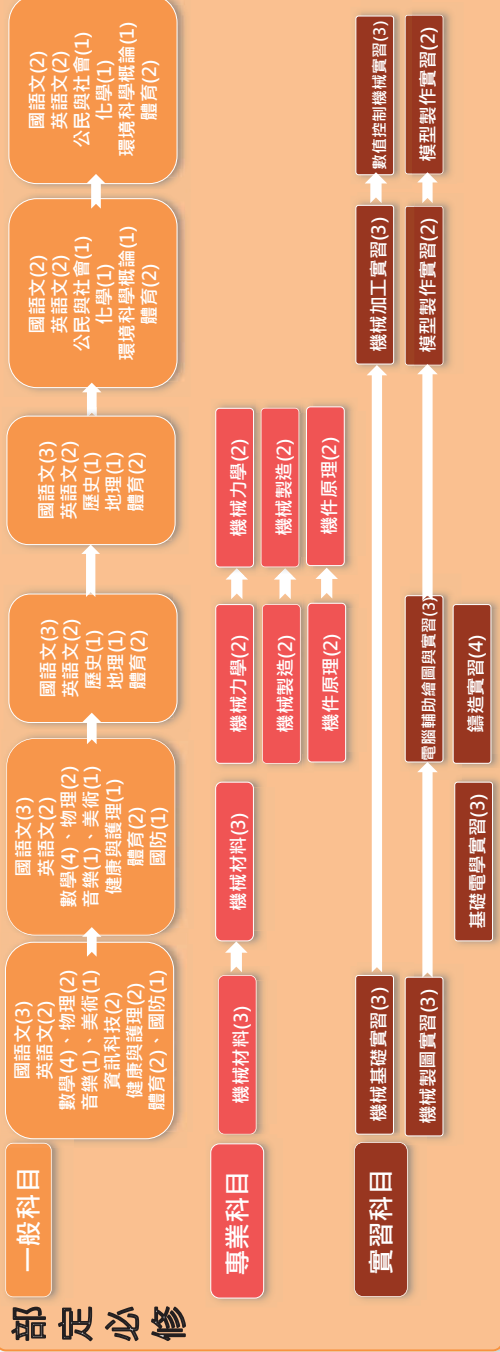 部定必修
一般科目
國語文(3)
英語文(2)
數學(4)、物理(2)
音樂(1)、美術(1)
資訊科技(2)
健康與護理(2)
體育(2)、國防(1)
國語文(3)
英語文(2)
數學(4)、物理(2)
音樂(1)、美術(1)
健康與護理(1)
體育(2)
國防(1)
國語文(3)
英語文(2)
歷史(1)
地理(1)
體育(2)
國語文(3)
英語文(2)
歷史(1)
地理(1)
體育(2)
國語文(2)
英語文(2)
公民與社會(1)
化學(1)
環境科學概論(1)
體育(2)
國語文(2)
英語文(2)
公民與社會(1)
化學(1)
環境科學概論(1)
體育(2)
專業科目
機械材料(3)
機械材料(3)
機械力學(2)
機械力學(2)
機械製造(2)
機械製造(2)
機件原理(2)
機件原理(2)
實習科目
機械基礎實習(3)
機械加工實習(3)
數值控制機械實習(3)
機械製圖實習(3)
電腦輔助繪圖與實習(3)
模型製作實習(2)
模型製作實習(2)
基礎電學實習(3)
鑄造實習(4)